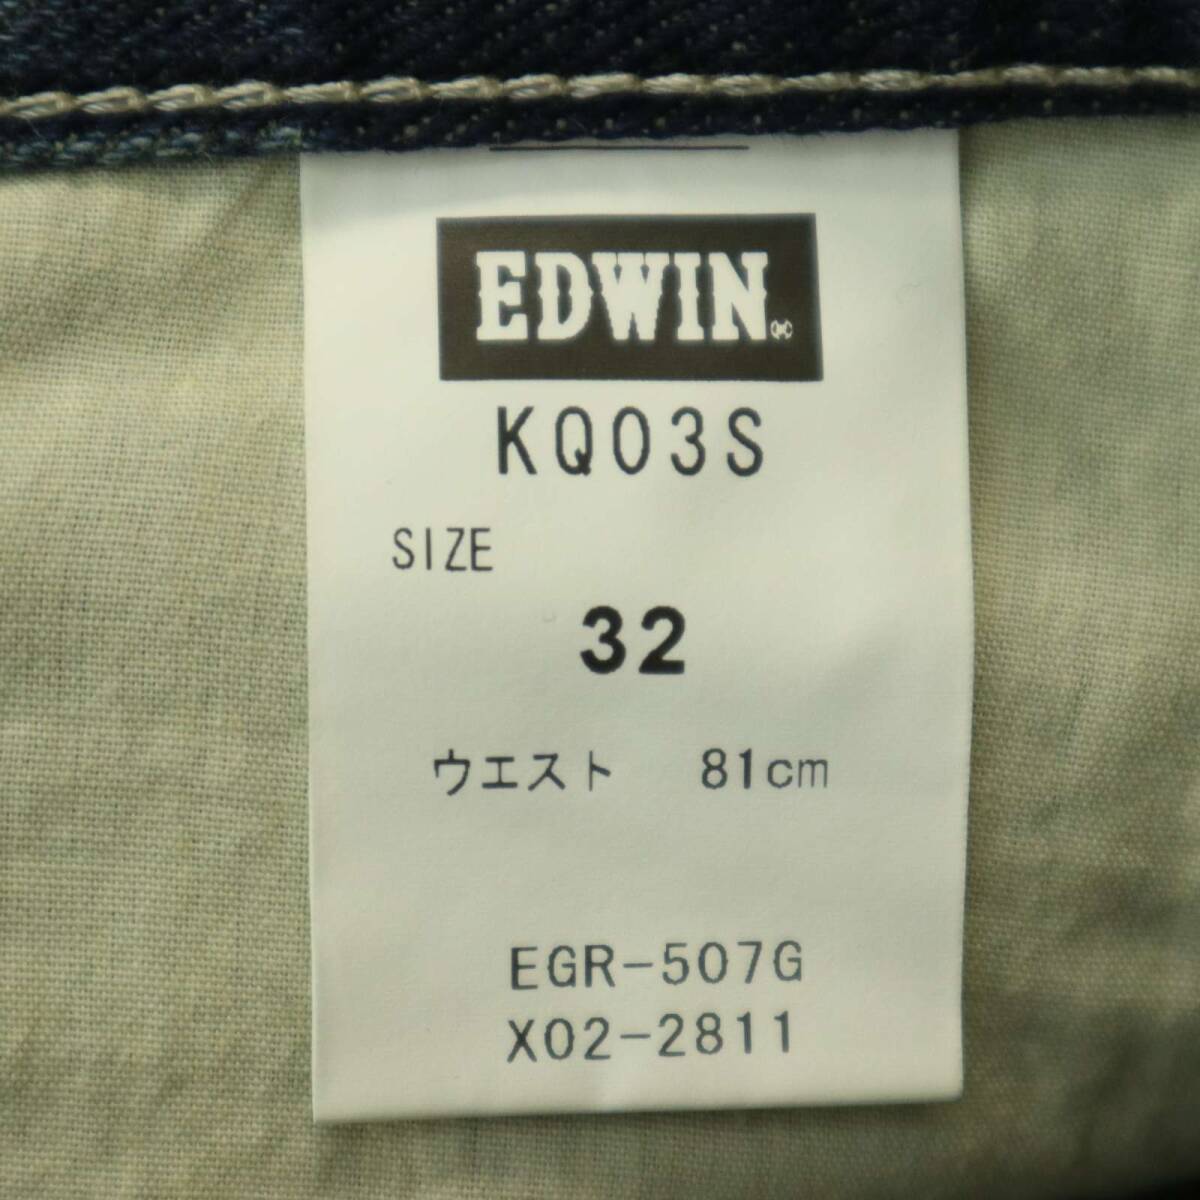 EDWIN
KQ03S
SIZE
32
ウエスト 81cm
EGR-507G
X02-2811